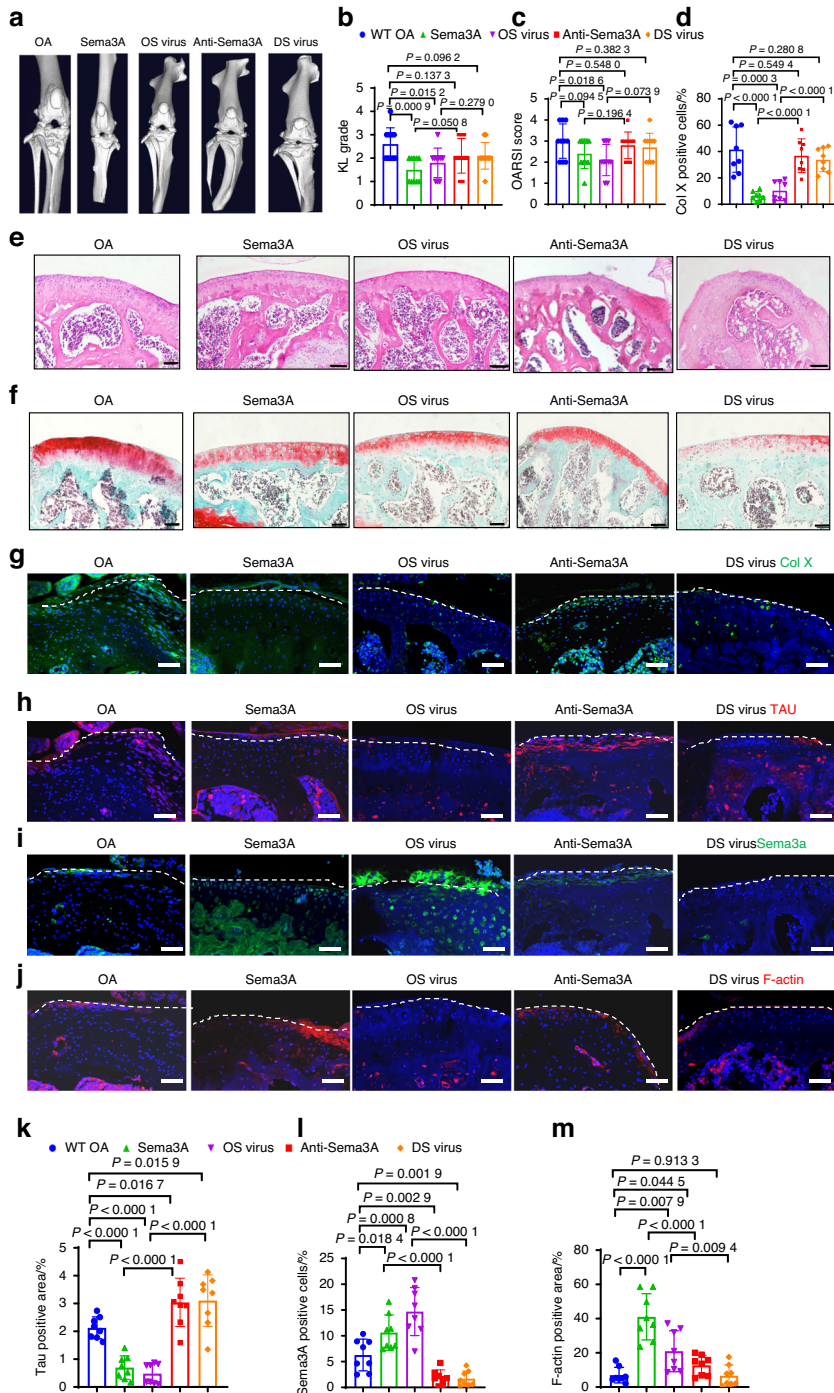 a
OA
Sema3A
OS virus
Anti-Sema3A
DS virus
b
c
d
WT OA
Sema3A
OS virus
Anti-Sema3A
DS virus
P = 0.096 2
P = 0.137 3
P = 0.015 2
P = 0.000 9
P = 0.279 0
P = 0.050 8
KL grade
5
4
3
2
1
0
P = 0.382 3
P = 0.548 0
P = 0.018 6
P = 0.094 5
P = 0.073 9
P = 0.196 4
OARSI score
5
4
3
2
1
0
P = 0.280 8
P = 0.549 4
P = 0.000 3
P < 0.000 1
P < 0.000 1
P < 0.000 1
Col X positive cells/%
80
60
40
20
0
e
OA
Sema3A
OS virus
Anti-Sema3A
DS virus
f
OA
Sema3A
OS virus
Anti-Sema3A
DS virus
g
OA
Sema3A
OS virus
Anti-Sema3A
DS virus Col X
h
OA
Sema3A
OS virus
Anti-Sema3A
DS virus TAU
i
OA
Sema3A
OS virus
Anti-Sema3A
DS virusSema3a
j
OA
Sema3A
OS virus
Anti-Sema3A
DS virus F-actin
k
l
m
WT OA
Sema3A
OS virus
Anti-Sema3A
DS virus
P = 0.015 9
P = 0.016 7
P < 0.000 1
P < 0.000 1
P < 0.000 1
P < 0.000 1
Tau positive area/%
5
4
3
2
1
0
P = 0.001 9
P = 0.002 9
P = 0.000 8
P = 0.018 4
P < 0.000 1
P < 0.000 1
Sema3A positive cells/%
25
20
15
10
5
0
P = 0.913 3
P = 0.044 5
P = 0.007 9
P < 0.000 1
P < 0.000 1
P = 0.009 4
F-actin positive area/%
80
60
40
20
0